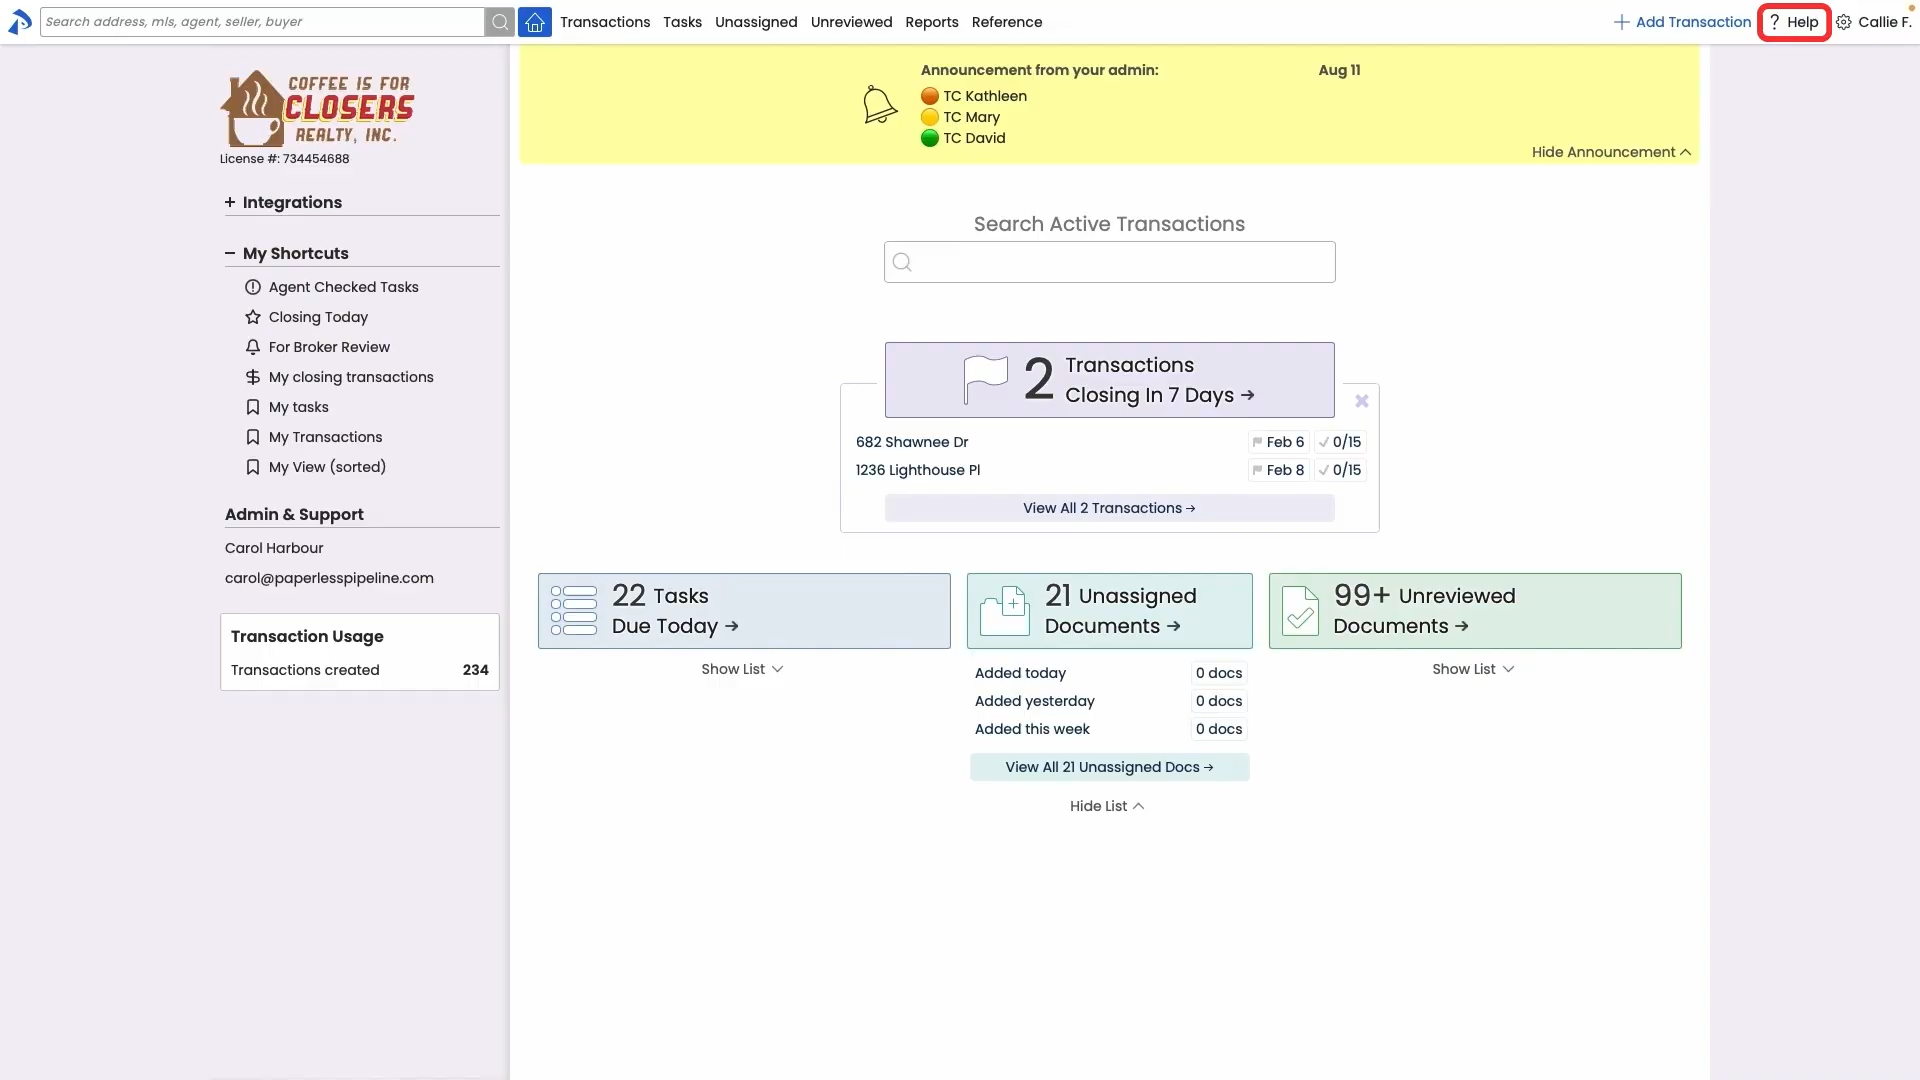 Search address, mls, agent, seller, buyer
Transactions Tasks Unassigned Unreviewed Reports Reference
+ Add Transaction
? Help
Callie F.
COFFEE IS FOR
CLOSERS
REALTY, INC.
License #: 734454688
+ Integrations
– My Shortcuts
Agent Checked Tasks
Closing Today
For Broker Review
My closing transactions
My tasks
My Transactions
My View (sorted)
Admin & Support
Carol Harbour
carol@paperlesspipeline.com
Transaction Usage
Transactions created 234
Announcement from your admin: Aug 11
TC Kathleen
TC Mary
TC David
Hide Announcement
Search Active Transactions
2 Transactions
Closing In 7 Days →
682 Shawnee Dr Feb 6 0/15
1236 Lighthouse Pl Feb 8 0/15
View All 2 Transactions →
22 Tasks
Due Today →
Show List
21 Unassigned
Documents →
Added today 0 docs
Added yesterday 0 docs
Added this week 0 docs
View All 21 Unassigned Docs →
Hide List
99+ Unreviewed
Documents →
Show List